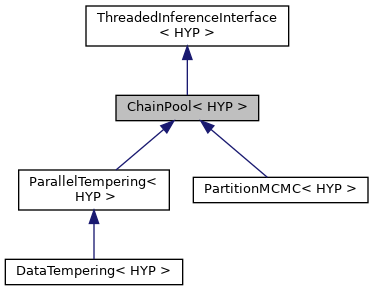 ThreadedInferenceInterface
< HYP >
ChainPool< HYP >
ParallelTempering<
HYP >
PartitionMCMC< HYP >
DataTempering< HYP >